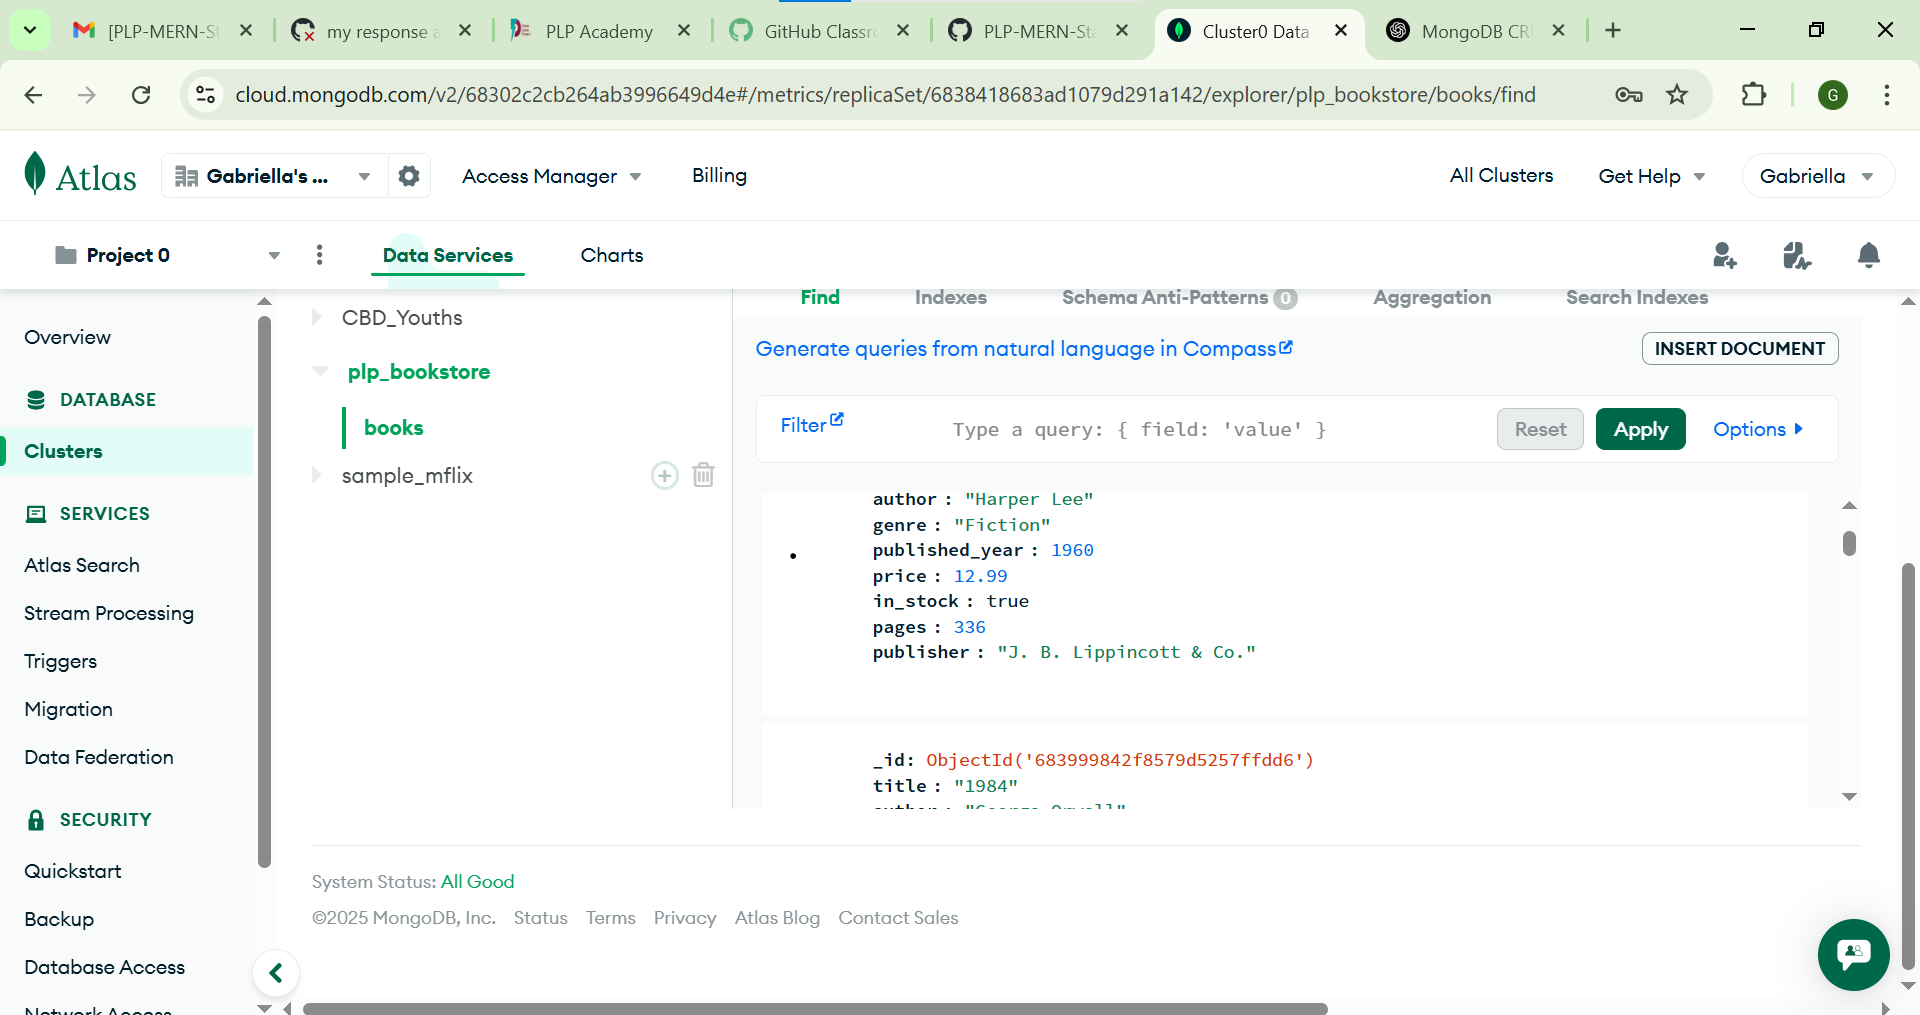 [PLP-MERN-St
my response a
PLP Academy
GitHub Classr
PLP-MERN-Sta
Cluster0 Data
MongoDB CR
cloud.mongodb.com/v2/68302c2cb264ab3996649d4e#/metrics/replicaSet/6838418683ad1079d291a142/explorer/plp_bookstore/books/find
G
Atlas
Gabriella's ...
Access Manager
Billing
All Clusters
Get Help
Gabriella
Project 0
Data Services
Charts
Overview
DATABASE
Clusters
SERVICES
Atlas Search
Stream Processing
Triggers
Migration
Data Federation
SECURITY
Quickstart
Backup
Database Access
Network Access
CBD_Youths
plp_bookstore
books
sample_mflix
Find
Indexes
Schema Anti-Patterns 0
Aggregation
Search Indexes
Generate queries from natural language in Compass
INSERT DOCUMENT
Filter
Type a query: { field: 'value' }
Reset
Apply
Options
author : "Harper Lee"
genre : "Fiction"
published_year : 1960
price : 12.99
in_stock : true
pages : 336
publisher : "J. B. Lippincott & Co."
_id: ObjectId('683999842f8579d5257ffdd6')
title : "1984"
author : "George Orwell"
System Status: All Good
©2025 MongoDB, Inc. Status Terms Privacy Atlas Blog Contact Sales